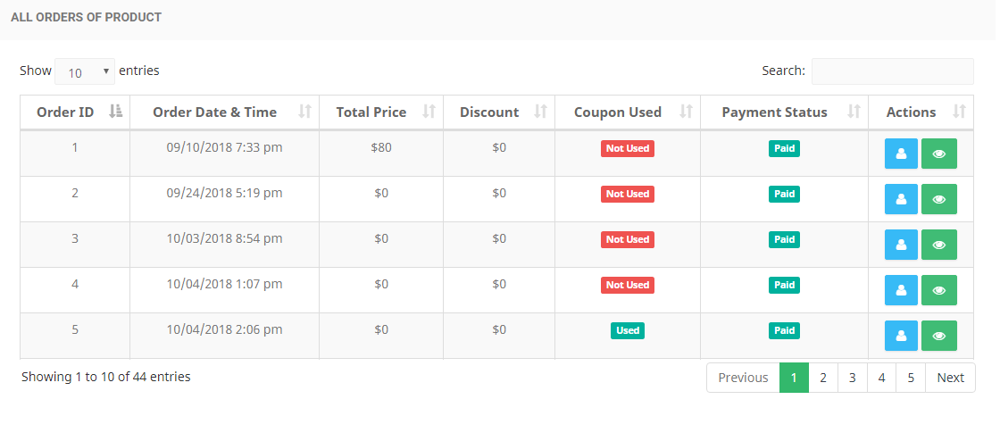 ALL ORDERS OF PRODUCT
Show 10 entries Search:
Order ID Order Date & Time Total Price Discount Coupon Used Payment Status Actions
1 09/10/2018 7:33 pm $80 $0 Not Used Paid
2 09/24/2018 5:19 pm $0 $0 Not Used Paid
3 10/03/2018 8:54 pm $0 $0 Not Used Paid
4 10/04/2018 1:07 pm $0 $0 Not Used Paid
5 10/04/2018 2:06 pm $0 $0 Used Paid
Showing 1 to 10 of 44 entries Previous 1 2 3 4 5 Next